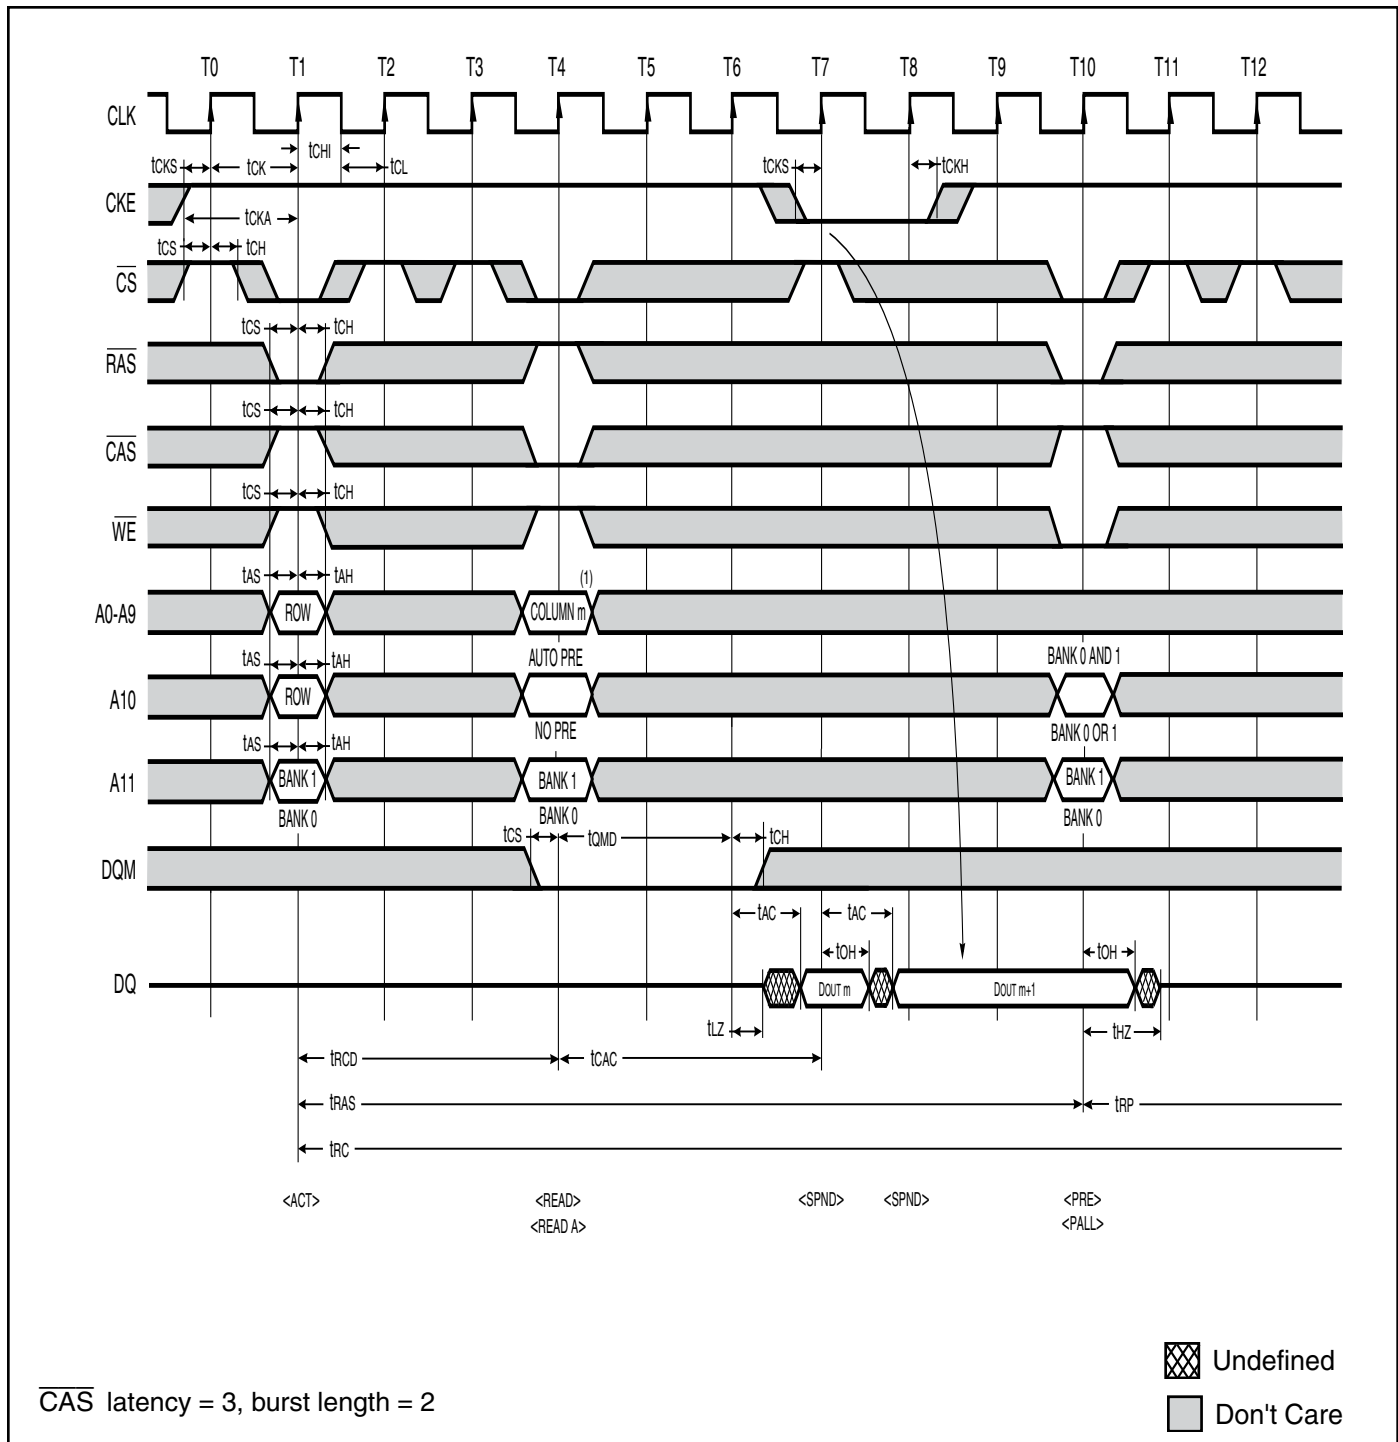 T0 T1 T2 T3 T4 T5 T6 T7 T8 T9 T10 T11 T12
CLK
tCHI
tCKS tCK tCL tCKS tCKH
CKE
tCKA
tCS tCH
CS
tCS tCH
RAS
tCS tCH
CAS
tCS tCH
WE
tAS tAH (1)
A0-A9 ROW COLUMN m
tAS tAH AUTO PRE BANK 0 AND 1
A10 ROW
NO PRE BANK 0 OR 1
tAS tAH
A11 BANK 1 BANK 1 BANK 1
BANK 0 BANK 0 BANK 0
tCS tQMD tCH
DQM
tAC tAC
tOH tOH
DQ DOUT m DOUT m+1
tLZ tHZ
tRCD tCAC
tRAS tRP
tRC
<ACT> <READ> <SPND> <SPND> <PRE>
<READ A> <PALL>
Undefined
CAS latency = 3, burst length = 2
Don't Care